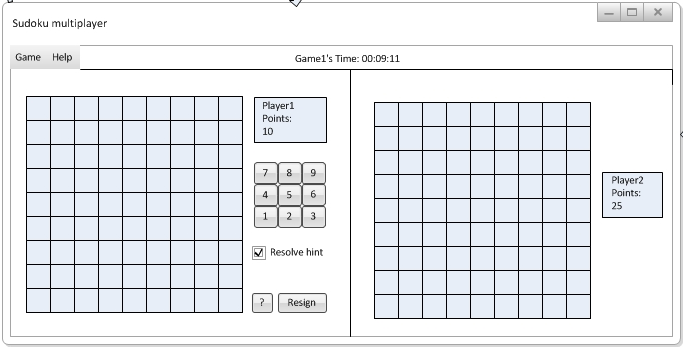 Sudoku multiplayer
Game Help
Game1's Time: 00:09:11
Player1
Points:
10
7 8 9
4 5 6
1 2 3
Resolve hint
? Resign
Player2
Points:
25